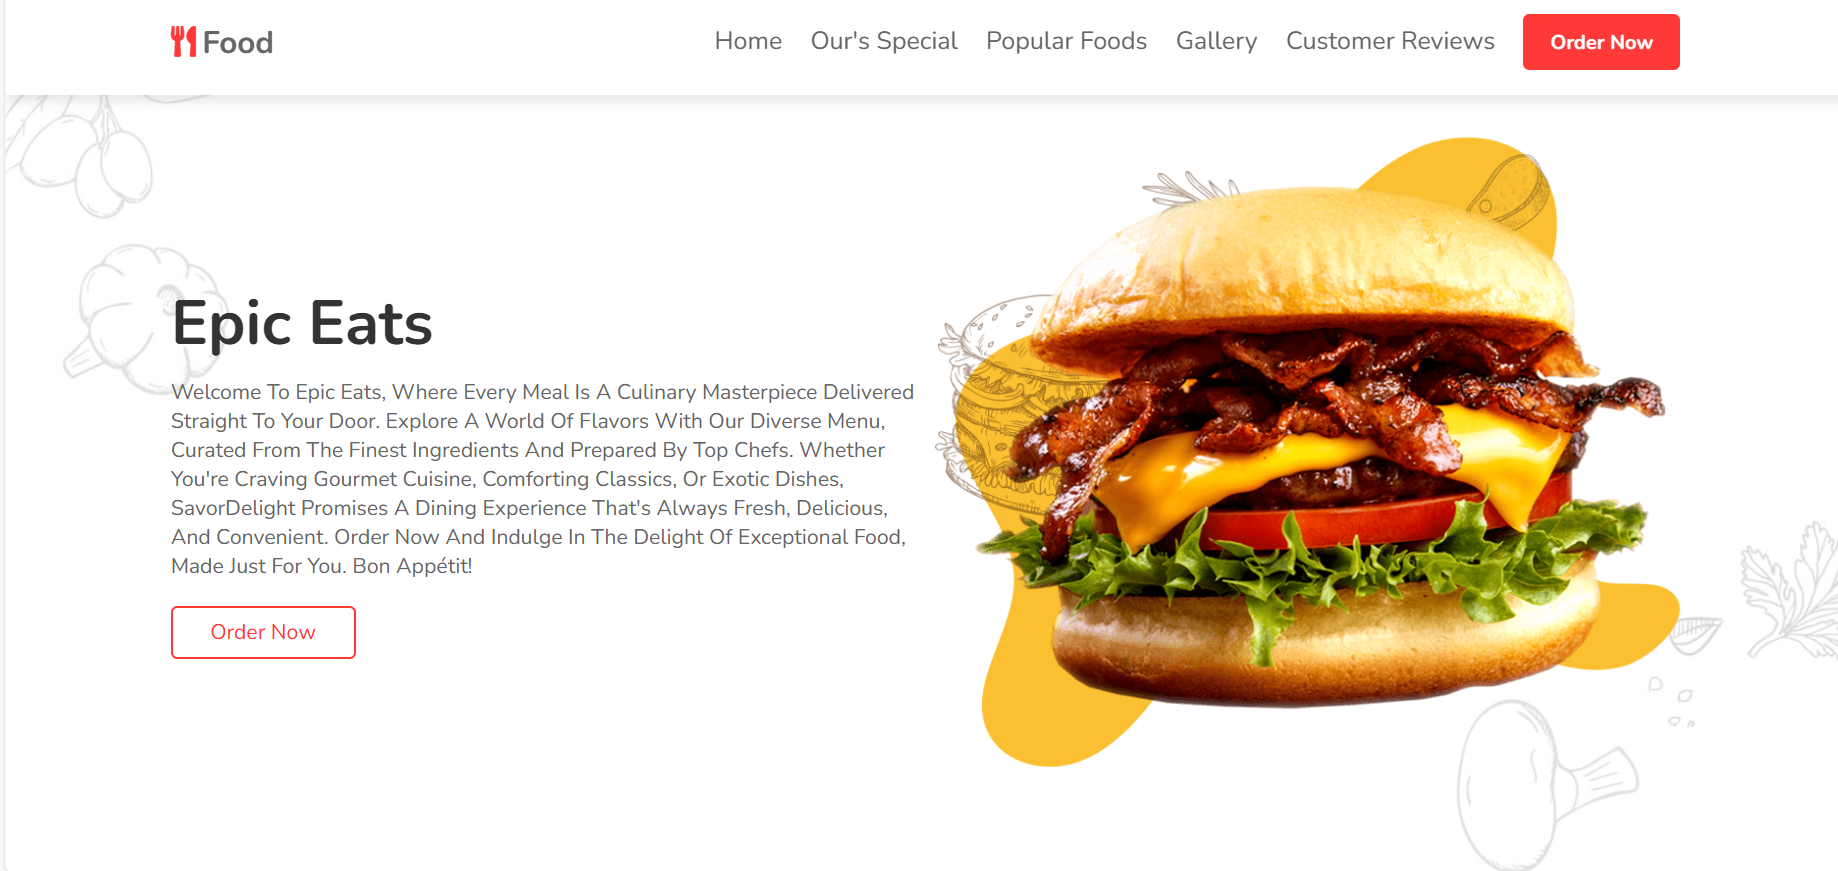 Food
Home
Our's Special
Popular Foods
Gallery
Customer Reviews
Order Now
Epic Eats
Welcome To Epic Eats, Where Every Meal Is A Culinary Masterpiece Delivered
Straight To Your Door. Explore A World Of Flavors With Our Diverse Menu,
Curated From The Finest Ingredients And Prepared By Top Chefs. Whether
You're Craving Gourmet Cuisine, Comforting Classics, Or Exotic Dishes,
SavorDelight Promises A Dining Experience That's Always Fresh, Delicious,
And Convenient. Order Now And Indulge In The Delight Of Exceptional Food,
Made Just For You. Bon Appétit!
Order Now